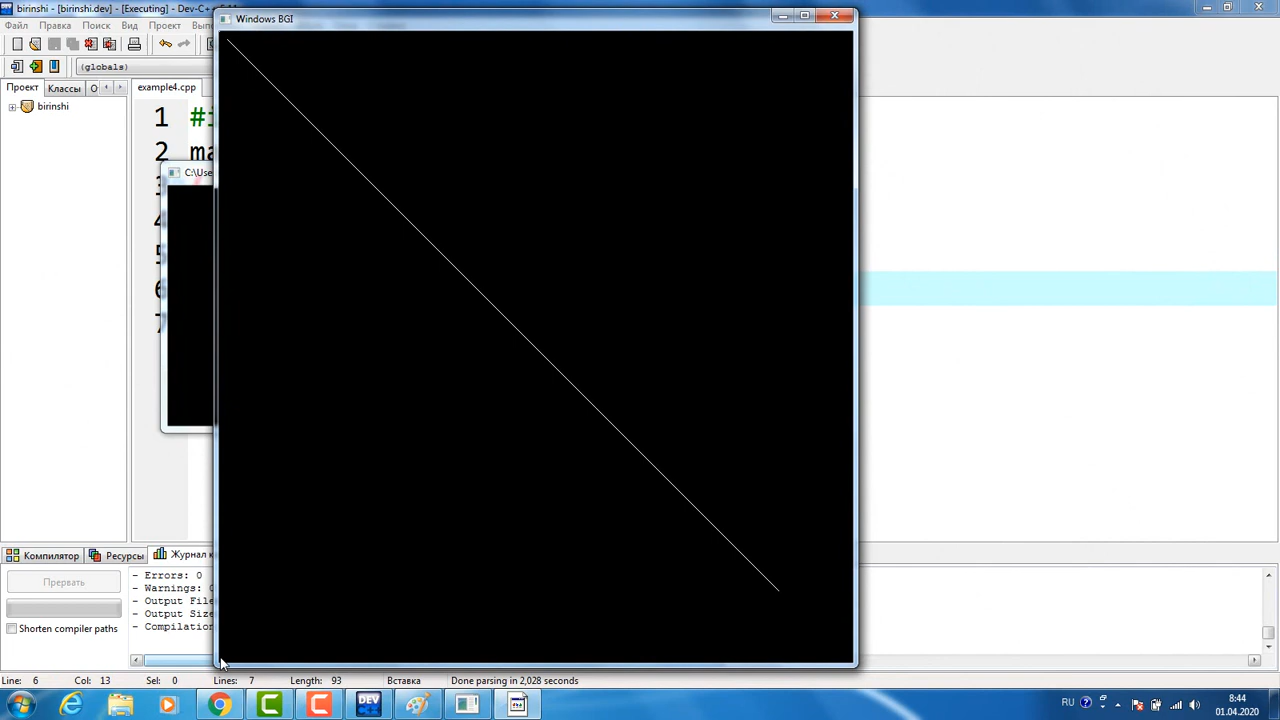 birinshi - [birinshi.dev] - [Executing] - Dev-C+
Windows BGI
Файл Правка Поиск Вид Проект
(globals)
Проект Классы О
example4.cpp
birinshi
1 #i
2 ma
C:\Use
Компилятор Ресурсы Журнал к
Прервать
Shorten compiler paths
- Errors: 0
- Warnings: 0
- Output File
- Output Size
- Compilation
Line: 6 Col: 13 Sel: 0 Lines: 7 Length: 93 Вставка Done parsing in 2,028 seconds
DEV
RU
8:44
01.04.2020